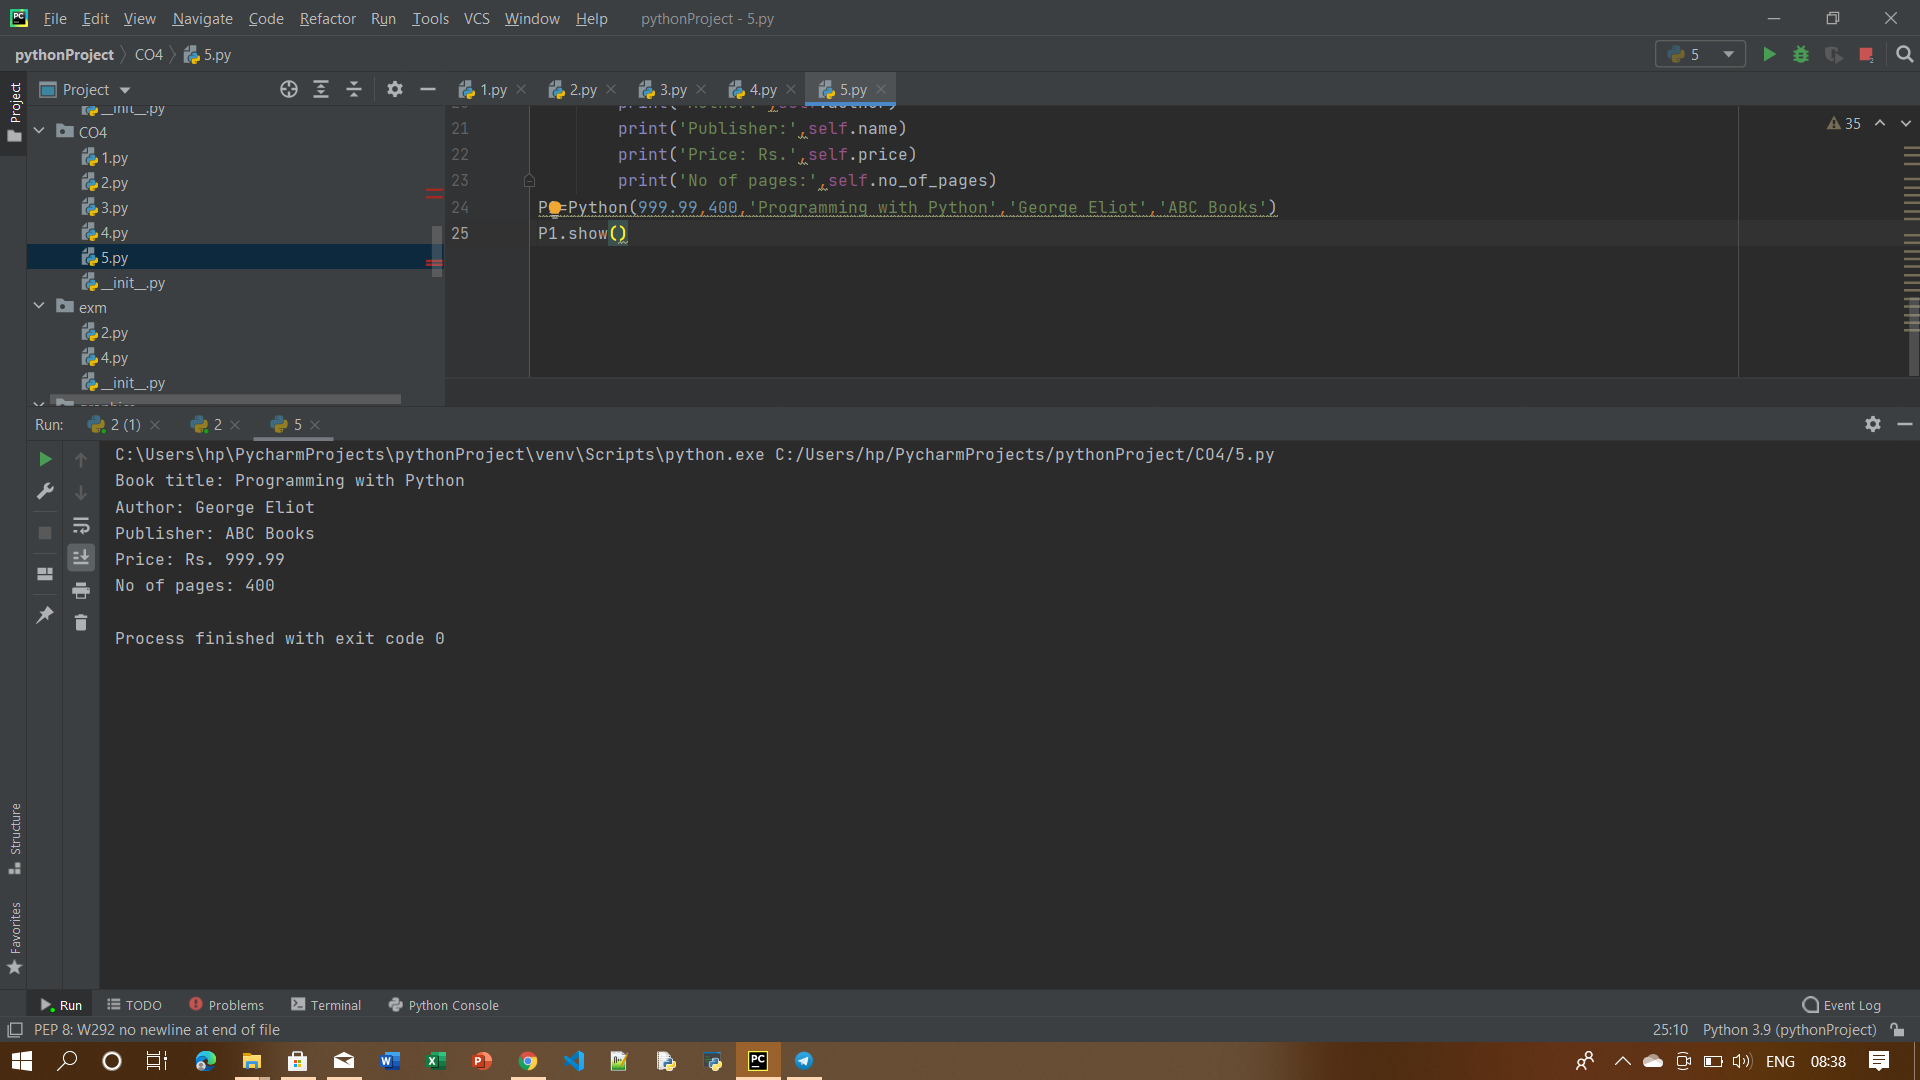 File Edit View Navigate Code Refactor Run Tools VCS Window Help pythonProject - 5.py
pythonProject CO4 5.py
5
Project
Project
1.py
2.py
3.py
4.py
5.py
__init__.py
CO4
1.py
2.py
3.py
4.py
5.py
__init__.py
exm
2.py
4.py
__init__.py
21 print('Publisher:',self.name)
22 print('Price: Rs.',self.price)
23 print('No of pages:',self.no_of_pages)
24 P =Python(999.99,400,'Programming with Python','George Eliot','ABC Books')
25 P1.show()
35
Run: 2 (1) 2 5
C:\Users\hp\PycharmProjects\pythonProject\venv\Scripts\python.exe C:/Users/hp/PycharmProjects/pythonProject/CO4/5.py
Book title: Programming with Python
Author: George Eliot
Publisher: ABC Books
Price: Rs. 999.99
No of pages: 400
Process finished with exit code 0
Structure
Favorites
Run TODO Problems Terminal Python Console Event Log
PEP 8: W292 no newline at end of file 25:10 Python 3.9 (pythonProject)
ENG 08:38